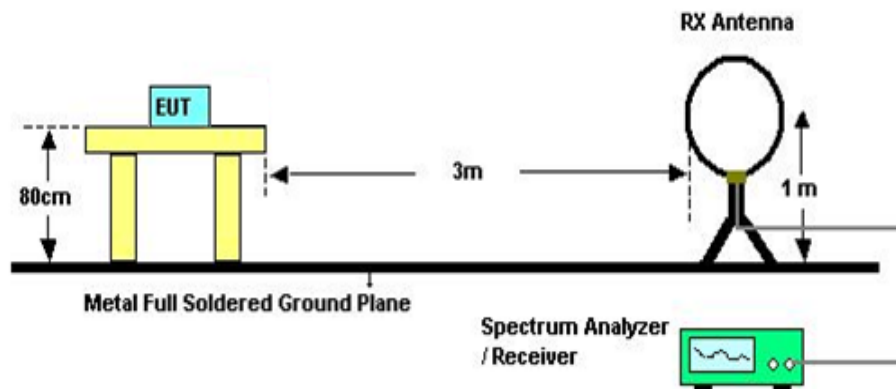 RX Antenna
EUT
80cm
3m
1 m
Metal Full Soldered Ground Plane
Spectrum Analyzer
/ Receiver